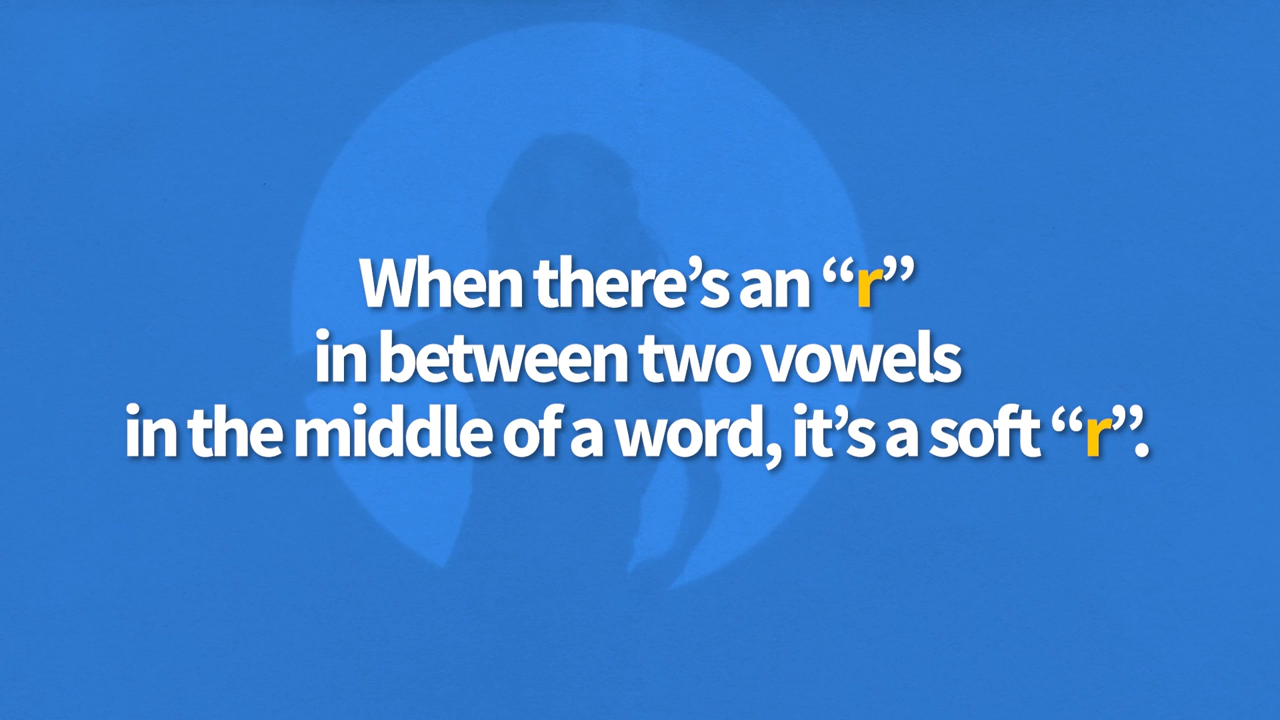 When there’s an “r”
in between two vowels
in the middle of a word, it’s a soft “r”.